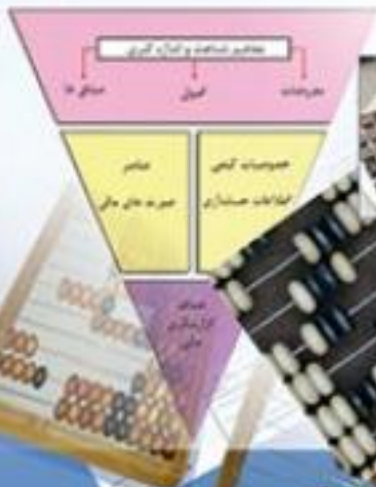 مفاهیم شناخت و اندازه گیری
مفروضات
اصول
میثاق ها
خصوصیات کیفی
اطلاعات حسابداری
عناصر
صورت های مالی
اهداف
گزارشگری
مالی